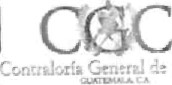 CGC
Contraloría General de
GUATEMALA, C.A.